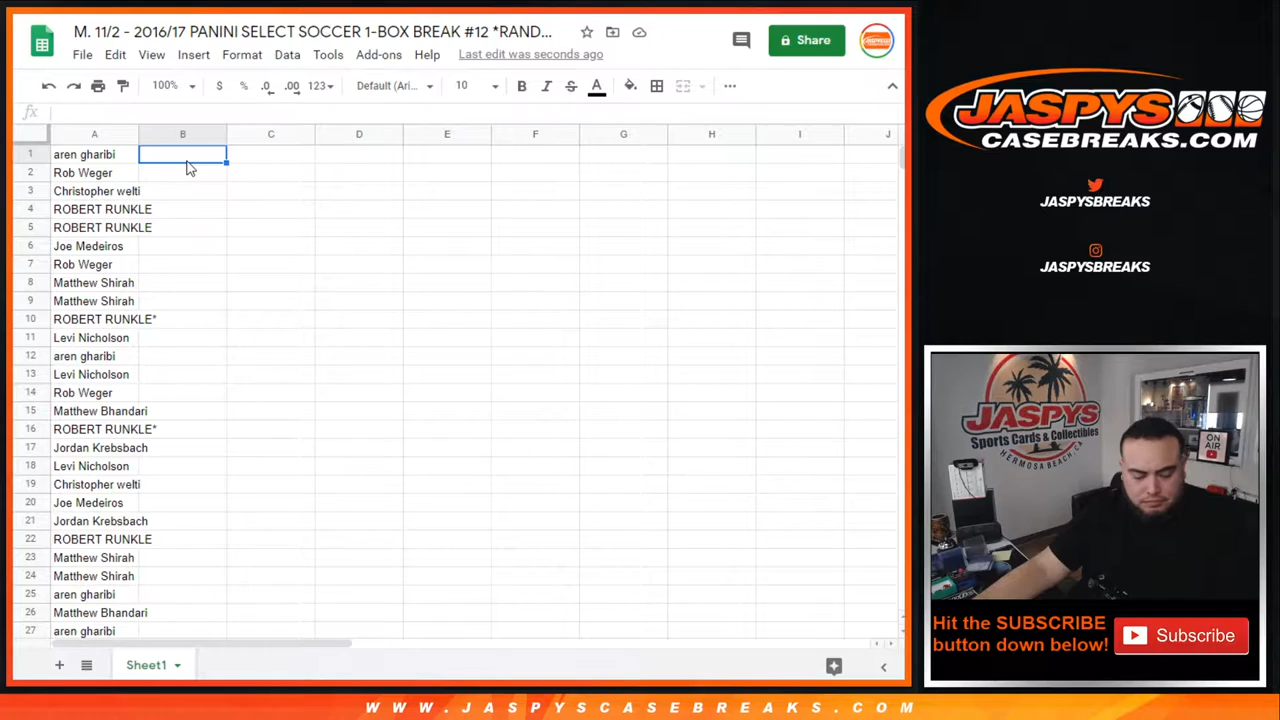 M. 11/2 - 2016/17 PANINI SELECT SOCCER 1-BOX BREAK #12 *RAND...
File Edit View Insert Format Data Tools Add-ons Help Last edit was seconds ago
Share
100% $ % .0 .00 123 Default (Ari... 10 B I S A
fx
A B C D E F G H I J
1 aren gharibi
2 Rob Weger
3 Christopher welti
4 ROBERT RUNKLE
5 ROBERT RUNKLE
6 Joe Medeiros
7 Rob Weger
8 Matthew Shirah
9 Matthew Shirah
10 ROBERT RUNKLE*
11 Levi Nicholson
12 aren gharibi
13 Levi Nicholson
14 Rob Weger
15 Matthew Bhandari
16 ROBERT RUNKLE*
17 Jordan Krebsbach
18 Levi Nicholson
19 Christopher welti
20 Joe Medeiros
21 Jordan Krebsbach
22 ROBERT RUNKLE
23 Matthew Shirah
24 Matthew Shirah
25 aren gharibi
26 Matthew Bhandari
27 aren gharibi
Sheet1
JASPYS
CASEBREAKS.COM
JASPYSBREAKS
JASPYSBREAKS
JASPYS
Sports Cards & Collectibles
HERMOSA BEACH, CA
ON AIR
Hit the SUBSCRIBE
button down below!
Subscribe
WWW.JASPYSCASEBREAKS.COM